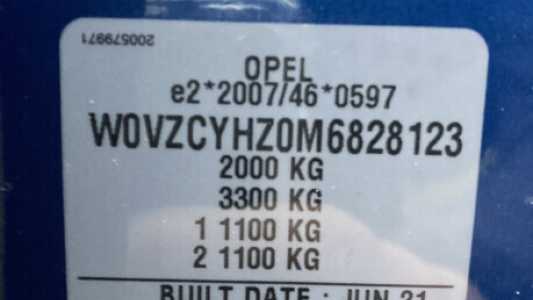 200579971
OPEL
e2*2007/46*0597
W0VZCYHZ0M6828123
2000 KG
3300 KG
1 1100 KG
2 1100 KG
BUILT DATE : JUN 21